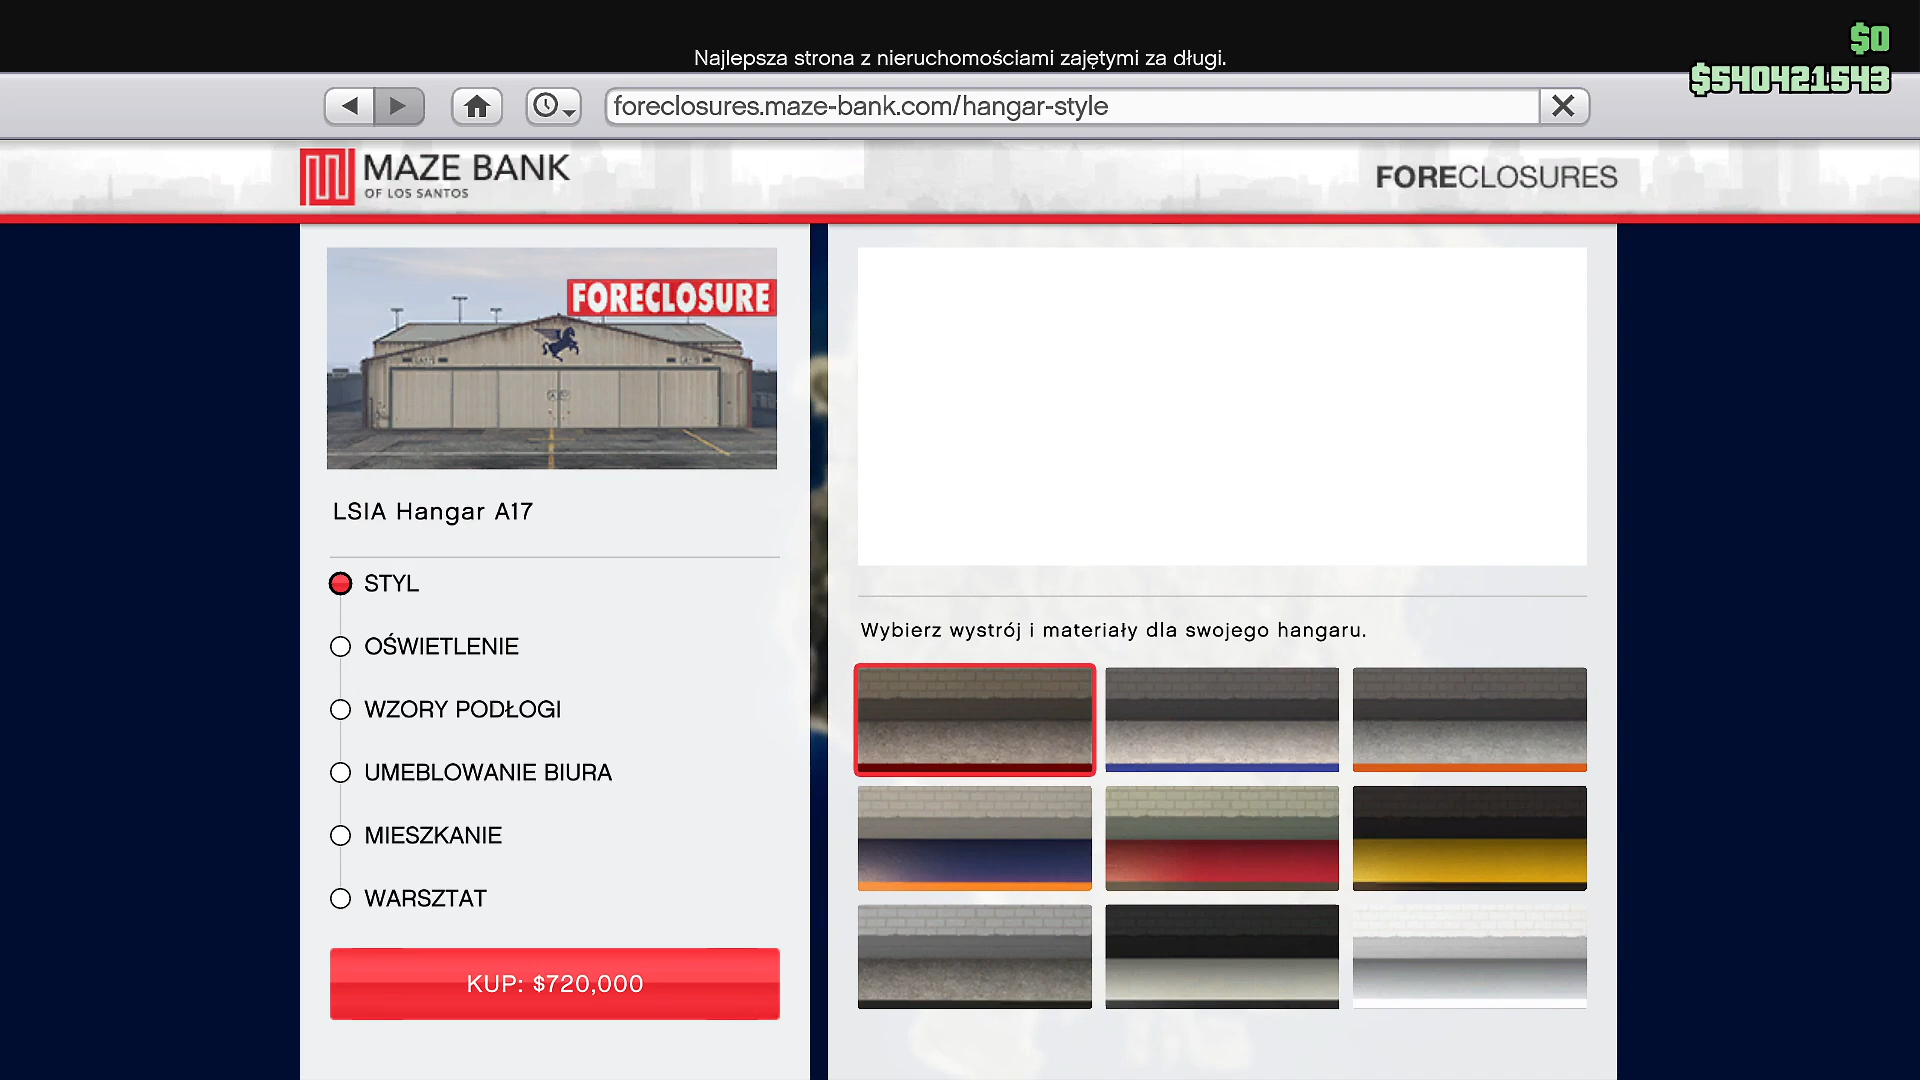 $0
Najlepsza strona z nieruchomościami zajętymi za długi.
$540421543
foreclosures.maze-bank.com/hangar-style
MAZE BANK
OF LOS SANTOS
FORECLOSURES
FORECLOSURE
LSIA Hangar A17
STYL
OŚWIETLENIE
WZORY PODŁOGI
UMEBLOWANIE BIURA
MIESZKANIE
WARSZTAT
KUP: $720,000
Wybierz wystrój i materiały dla swojego hangaru.